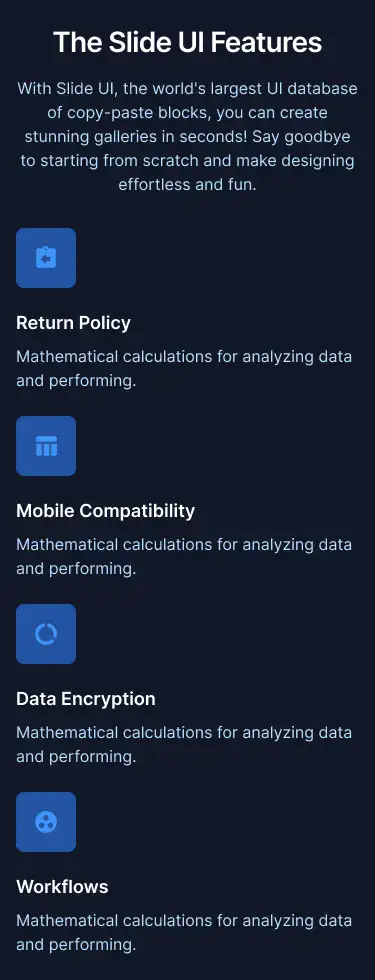 The Slide UI Features
With Slide UI, the world's largest UI database
of copy-paste blocks, you can create
stunning galleries in seconds! Say goodbye
to starting from scratch and make designing
effortless and fun.
Return Policy
Mathematical calculations for analyzing data
and performing.
Mobile Compatibility
Mathematical calculations for analyzing data
and performing.
Data Encryption
Mathematical calculations for analyzing data
and performing.
Workflows
Mathematical calculations for analyzing data
and performing.